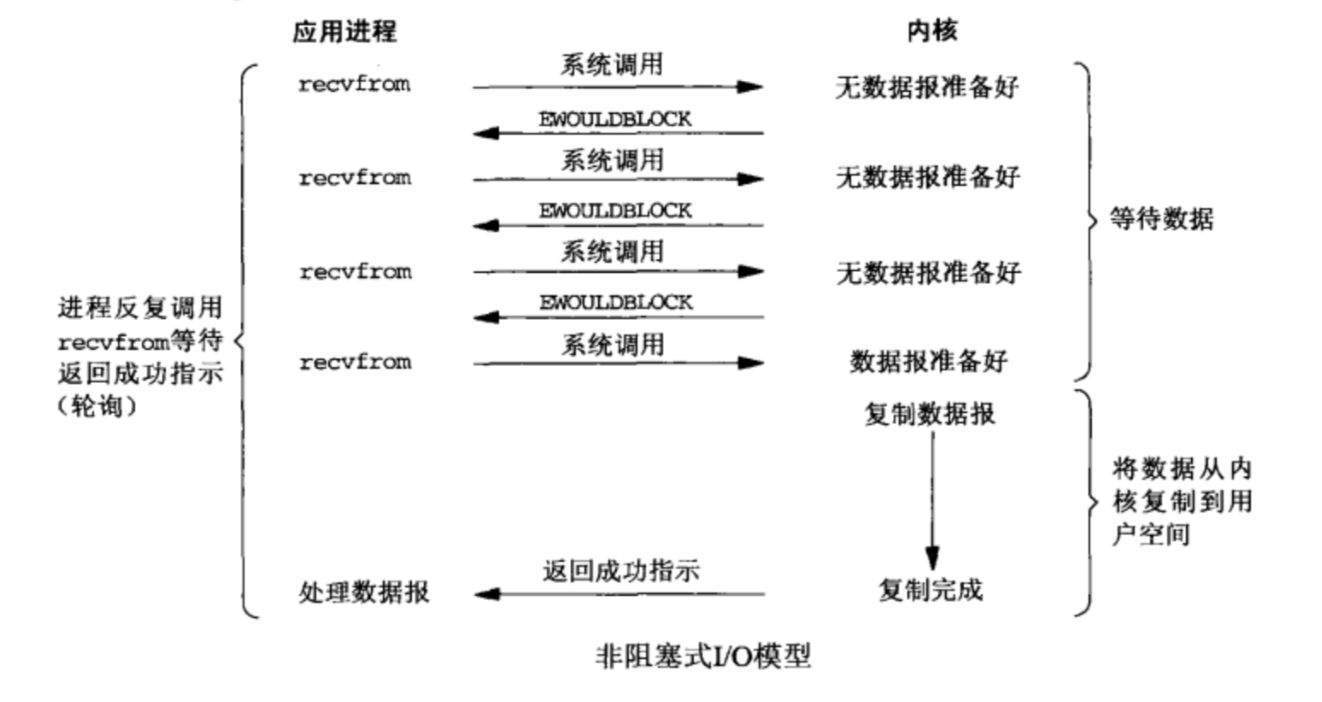 应用进程 内核
recvfrom 系统调用 无数据报准备好
EWOULDBLOCK
recvfrom 系统调用 无数据报准备好
EWOULDBLOCK
等待数据
recvfrom 系统调用 无数据报准备好
EWOULDBLOCK
recvfrom 系统调用 数据报准备好
进程反复调用
recvfrom等待
返回成功指示
（轮询）
复制数据报
将数据从内
核复制到用
户空间
处理数据报 返回成功指示 复制完成
非阻塞式I/O模型